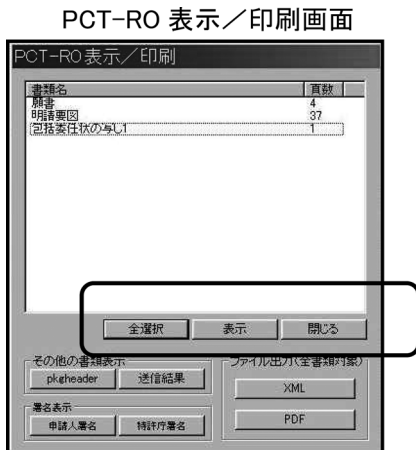 PCT-RO 表示／印刷画面
PCT-RO表示／印刷
書類名 頁数
願書 4
明請要図 37
包括委任状の写し1 1
全選択 表示 閉じる
その他の書類表示 ファイル出力(全書類対象)
pkgheader 送信結果 XML
署名表示
申請人署名 特許庁署名 PDF